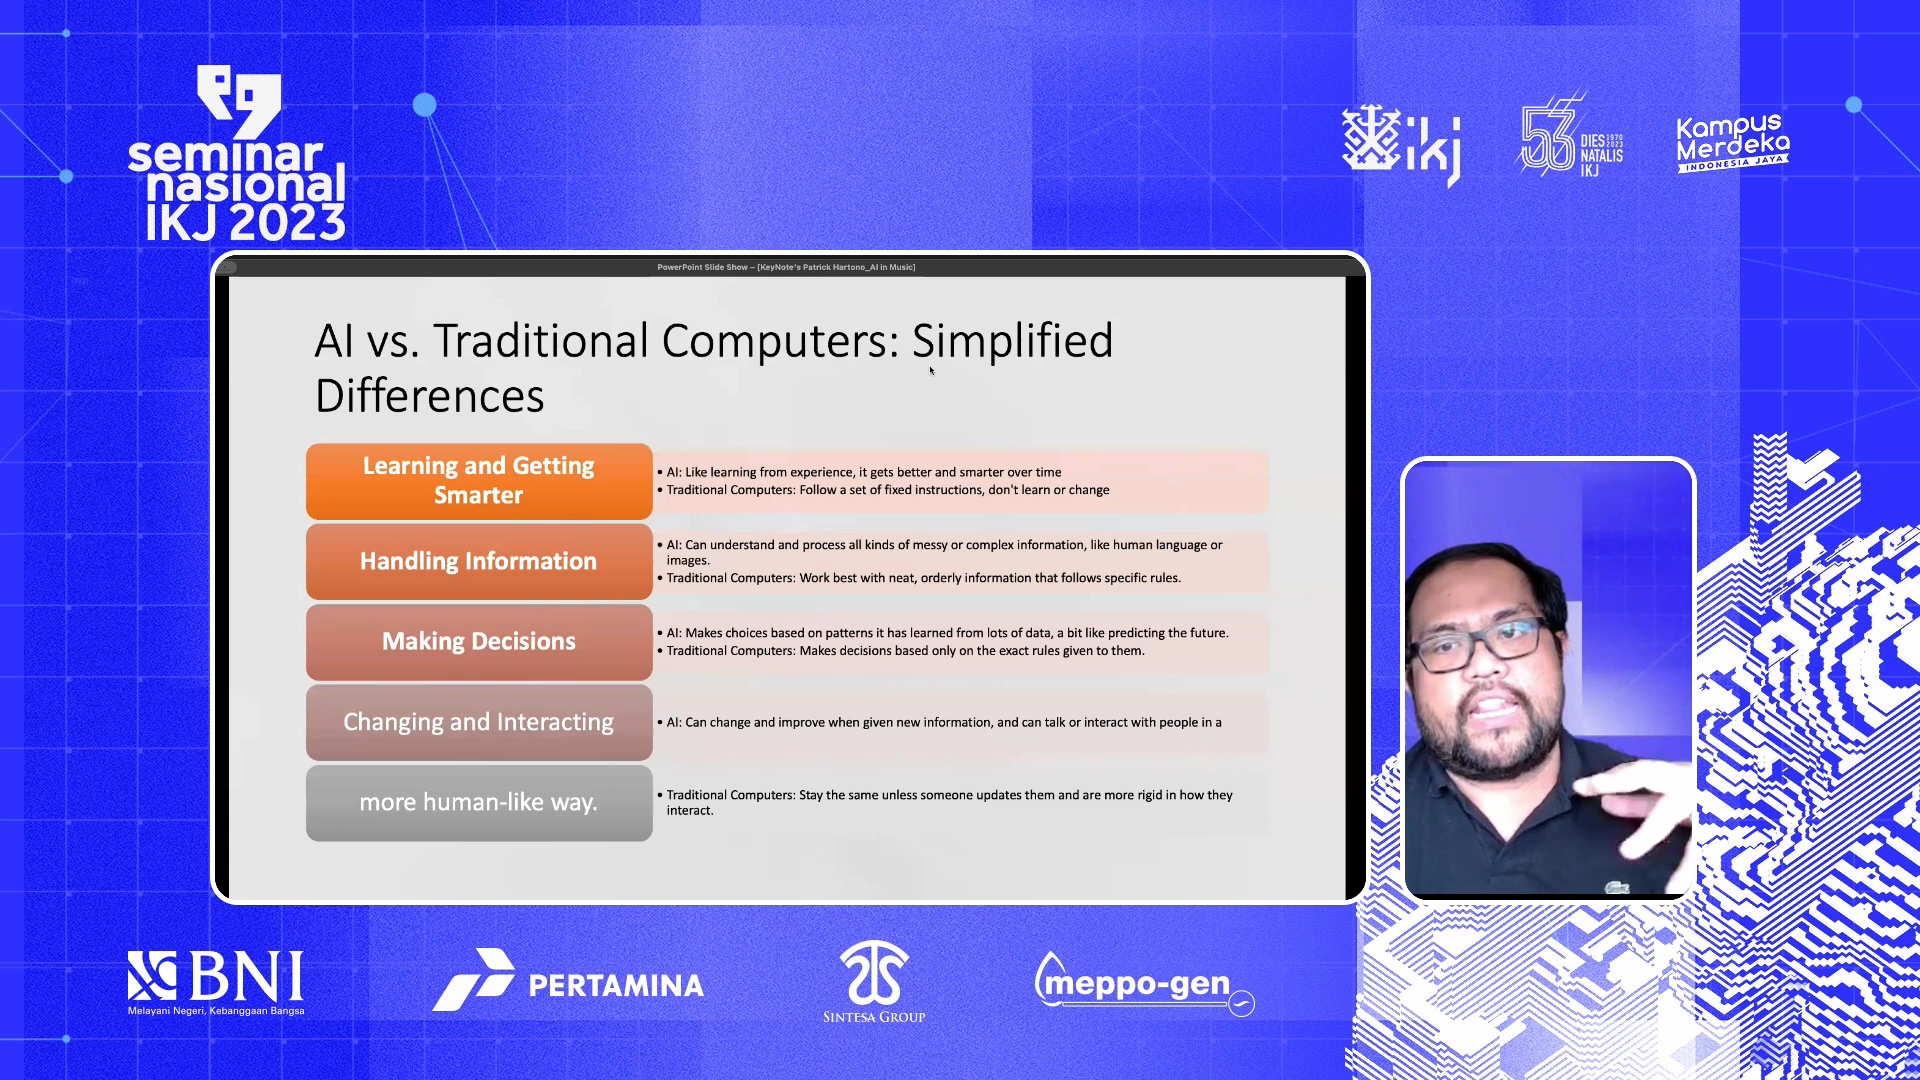 seminar
nasional
IKJ 2023
ikj
53
DIES 1970
2023
NATALIS
IKJ
Kampus
Merdeka
INDONESIA JAYA
PowerPoint Slide Show – [KeyNote's Patrick Hartono_AI in Music]
AI vs. Traditional Computers: Simplified
Differences
Learning and Getting
Smarter
• AI: Like learning from experience, it gets better and smarter over time
• Traditional Computers: Follow a set of fixed instructions, don't learn or change
Handling Information
• AI: Can understand and process all kinds of messy or complex information, like human language or
images.
• Traditional Computers: Work best with neat, orderly information that follows specific rules.
Making Decisions
• AI: Makes choices based on patterns it has learned from lots of data, a bit like predicting the future.
• Traditional Computers: Makes decisions based only on the exact rules given to them.
Changing and Interacting
• AI: Can change and improve when given new information, and can talk or interact with people in a
more human-like way.
• Traditional Computers: Stay the same unless someone updates them and are more rigid in how they
interact.
BNI
Melayani Negeri, Kebanggaan Bangsa
PERTAMINA
SINTESA GROUP
meppo-gen